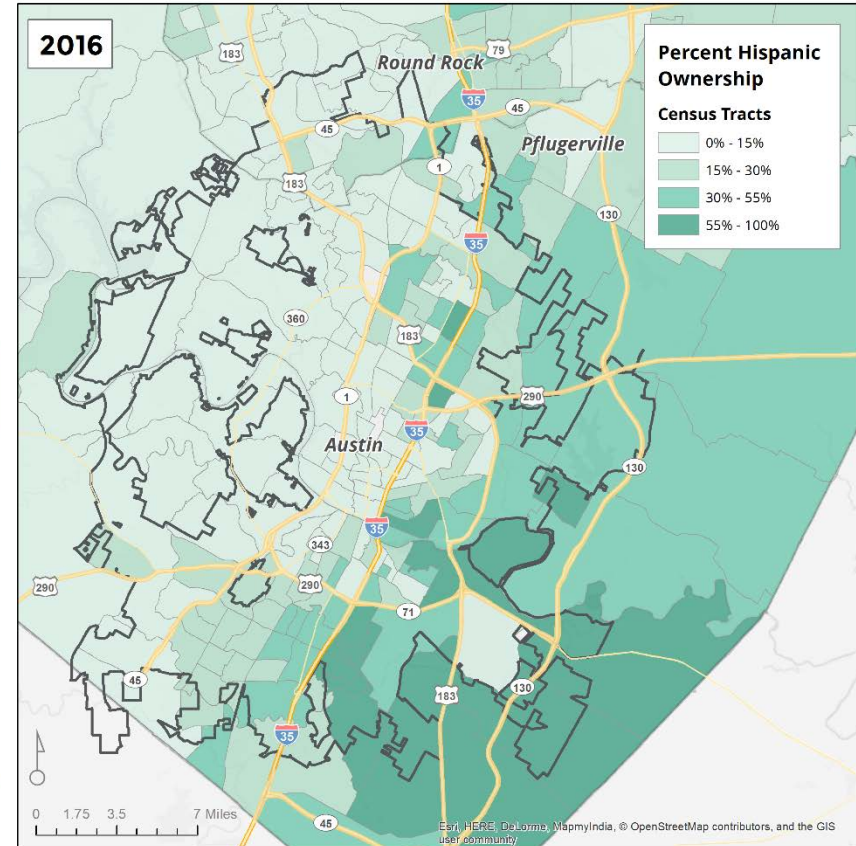 2016
Percent Hispanic
Ownership
Census Tracts
0% - 15%
15% - 30%
30% - 55%
55% - 100%
183
79
Round Rock
35
45
45
Pflugerville
1
183
130
35
360
183
290
1
Austin
35
130
35
343
290
290
71
45
183
130
35
45
0 1.75 3.5 7 Miles
Esri, HERE, DeLorme, MapmyIndia, © OpenStreetMap contributors, and the GIS
user community